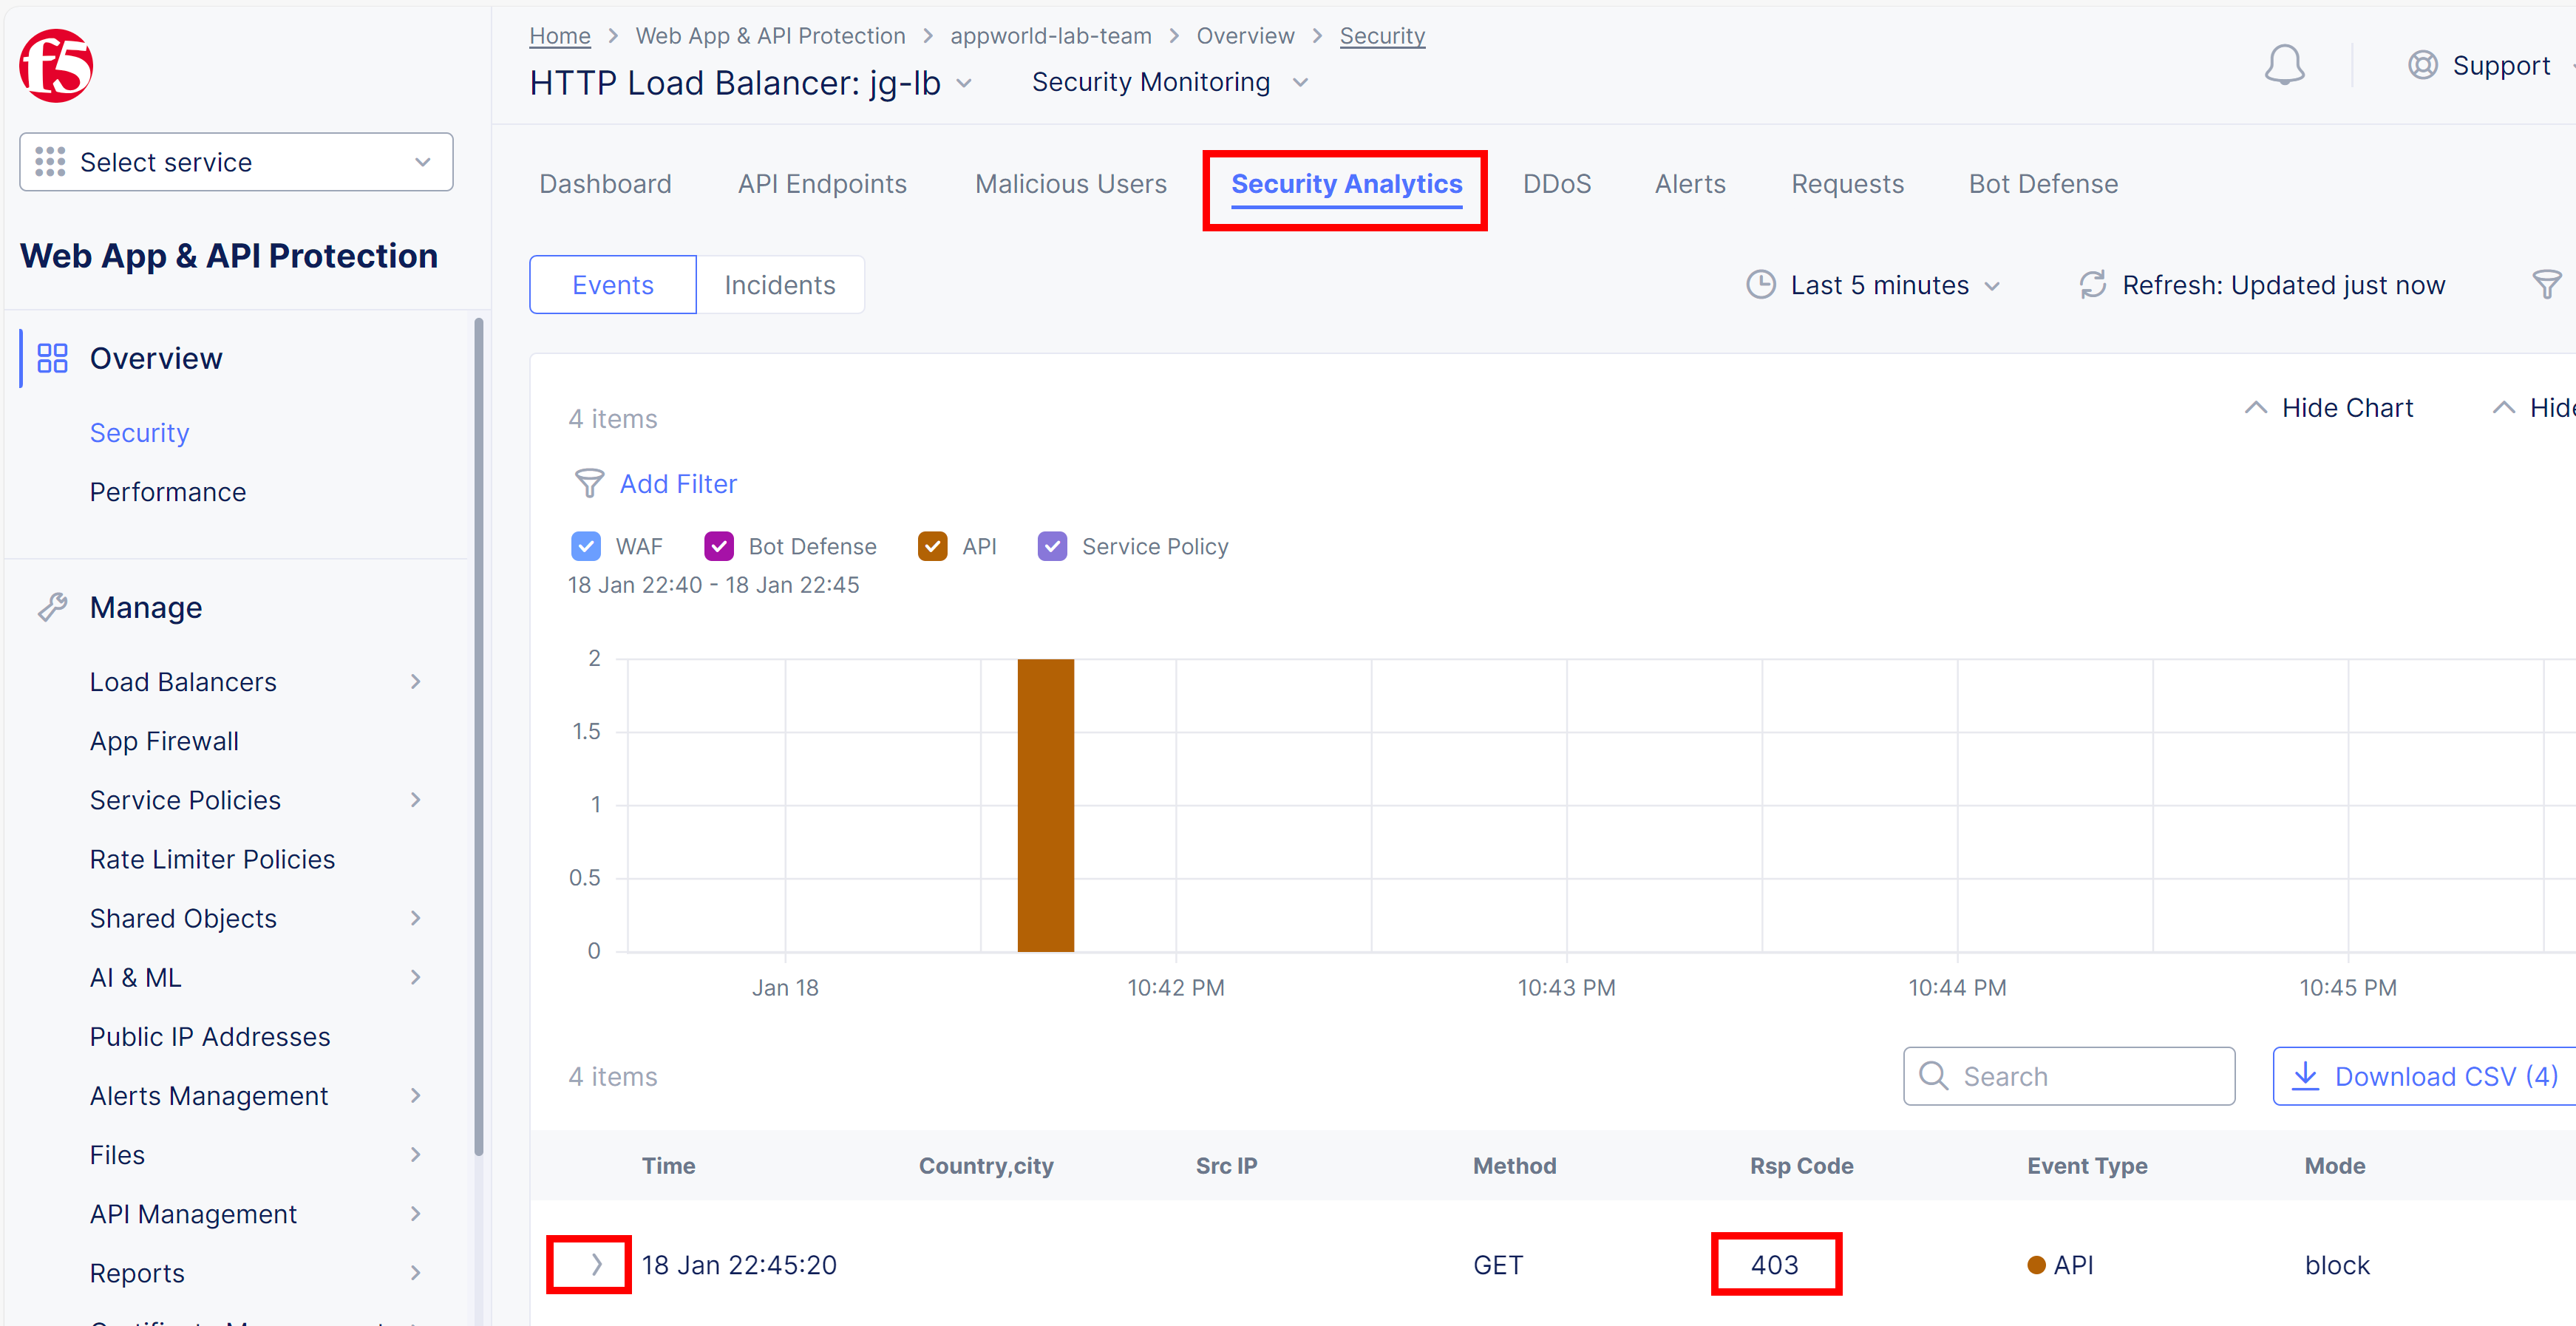 Home > Web App & API Protection > appworld-lab-team > Overview > Security
f5
HTTP Load Balancer: jg-lb Security Monitoring
Support
Select service
Web App & API Protection
Overview
Security
Performance
Manage
Load Balancers
App Firewall
Service Policies
Rate Limiter Policies
Shared Objects
AI & ML
Public IP Addresses
Alerts Management
Files
API Management
Reports
Dashboard API Endpoints Malicious Users Security Analytics DDoS Alerts Requests Bot Defense
Events Incidents Last 5 minutes Refresh: Updated just now
4 items Hide Chart
Add Filter
WAF Bot Defense API Service Policy
18 Jan 22:40 - 18 Jan 22:45
2
1.5
1
0.5
0
Jan 18 10:42 PM 10:43 PM 10:44 PM 10:45 PM
4 items Search Download CSV (4)
Time Country,city Src IP Method Rsp Code Event Type Mode
18 Jan 22:45:20 GET 403 API block